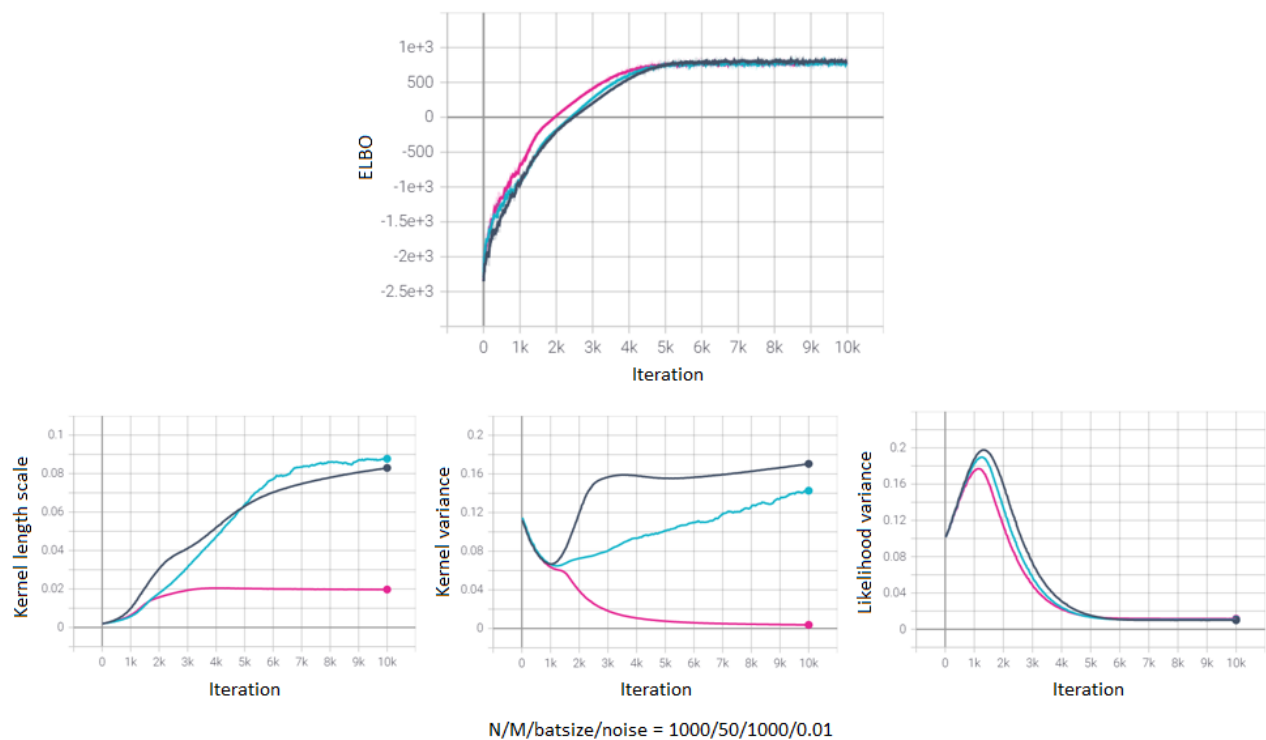 1e+3
500
0
-500
-1e+3
-1.5e+3
-2e+3
-2.5e+3
ELBO
0 1k 2k 3k 4k 5k 6k 7k 8k 9k 10k
Iteration
0.1
0.08
0.06
0.04
0.02
0
Kernel length scale
0 1k 2k 3k 4k 5k 6k 7k 8k 9k 10k
Iteration
0.2
0.16
0.12
0.08
0.04
0
Kernel variance
0 1k 2k 3k 4k 5k 6k 7k 8k 9k 10k
Iteration
0.2
0.16
0.12
0.08
0.04
0
Likelihood variance
0 1k 2k 3k 4k 5k 6k 7k 8k 9k 10k
Iteration
N/M/batsize/noise = 1000/50/1000/0.01